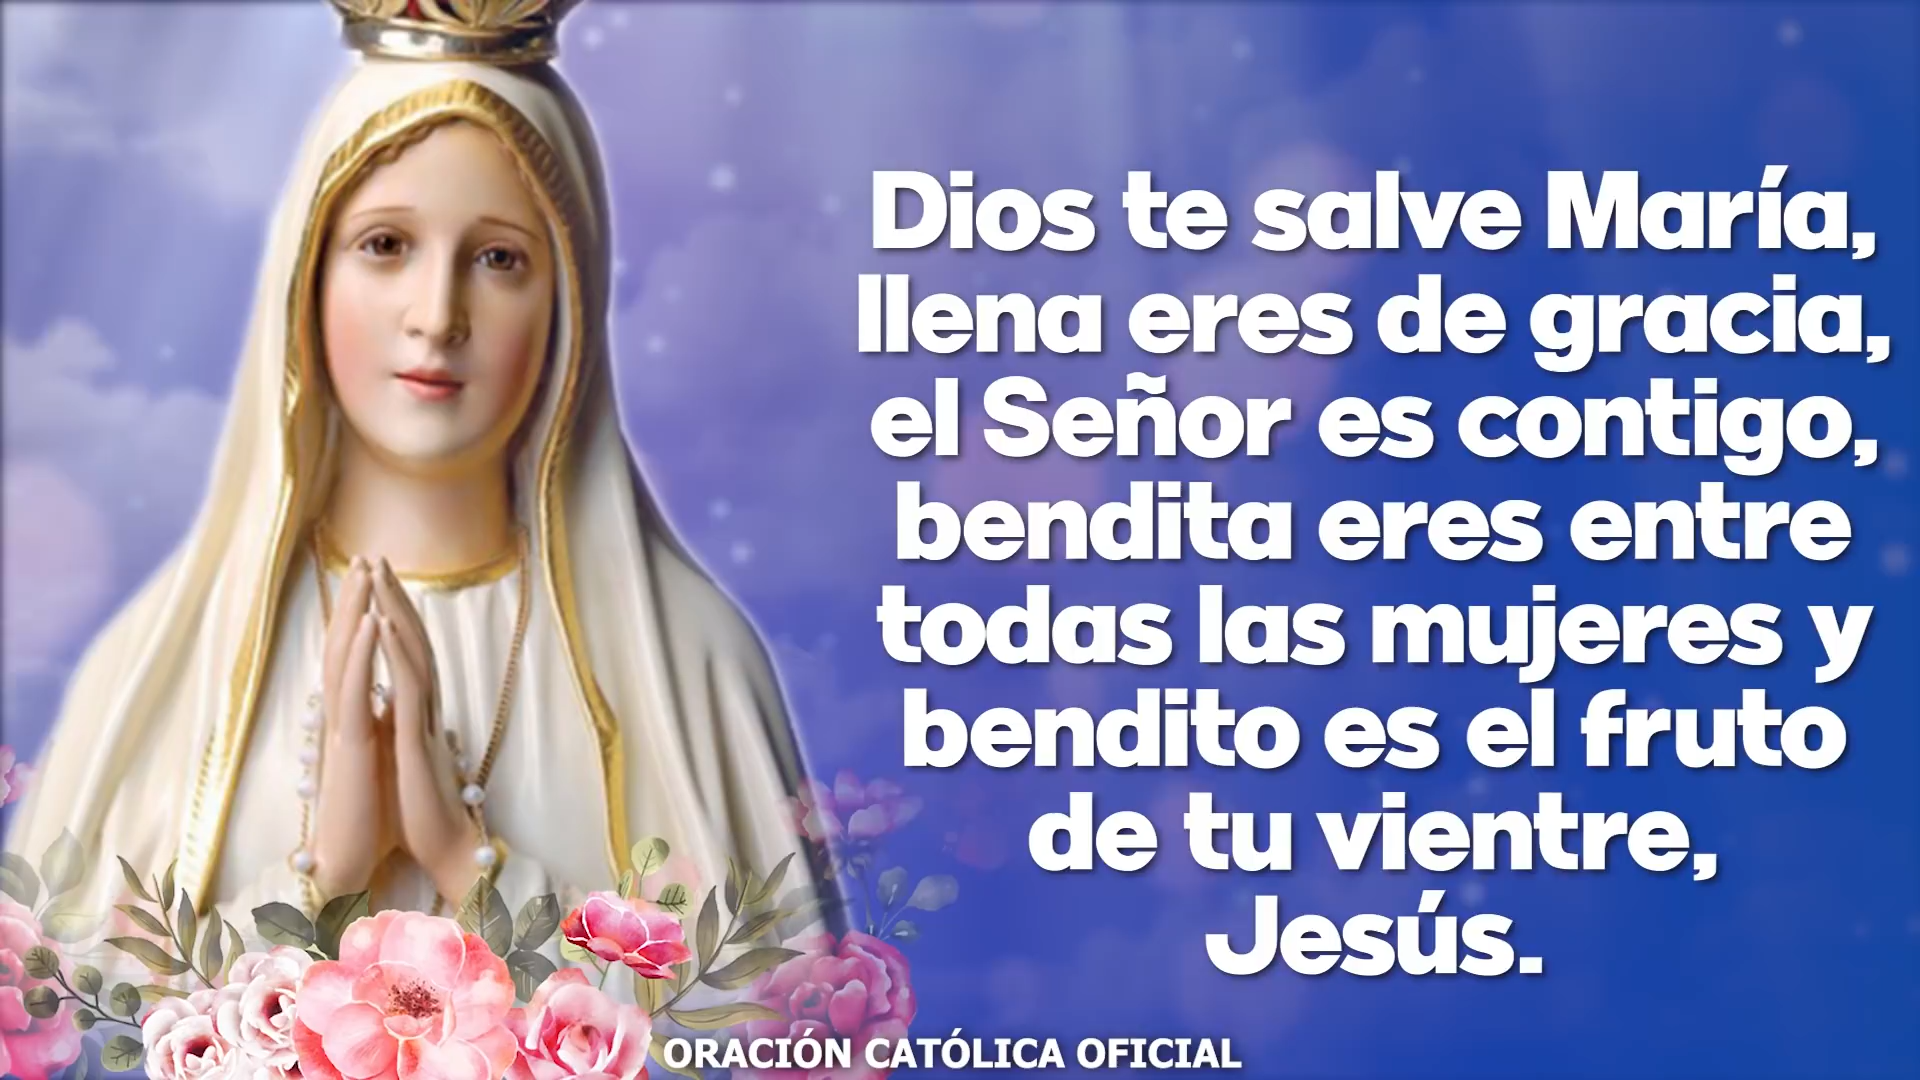 Dios te salve María,
llena eres de gracia,
el Señor es contigo,
bendita eres entre
todas las mujeres y
bendito es el fruto
de tu vientre,
Jesús.
ORACIÓN CATÓLICA OFICIAL